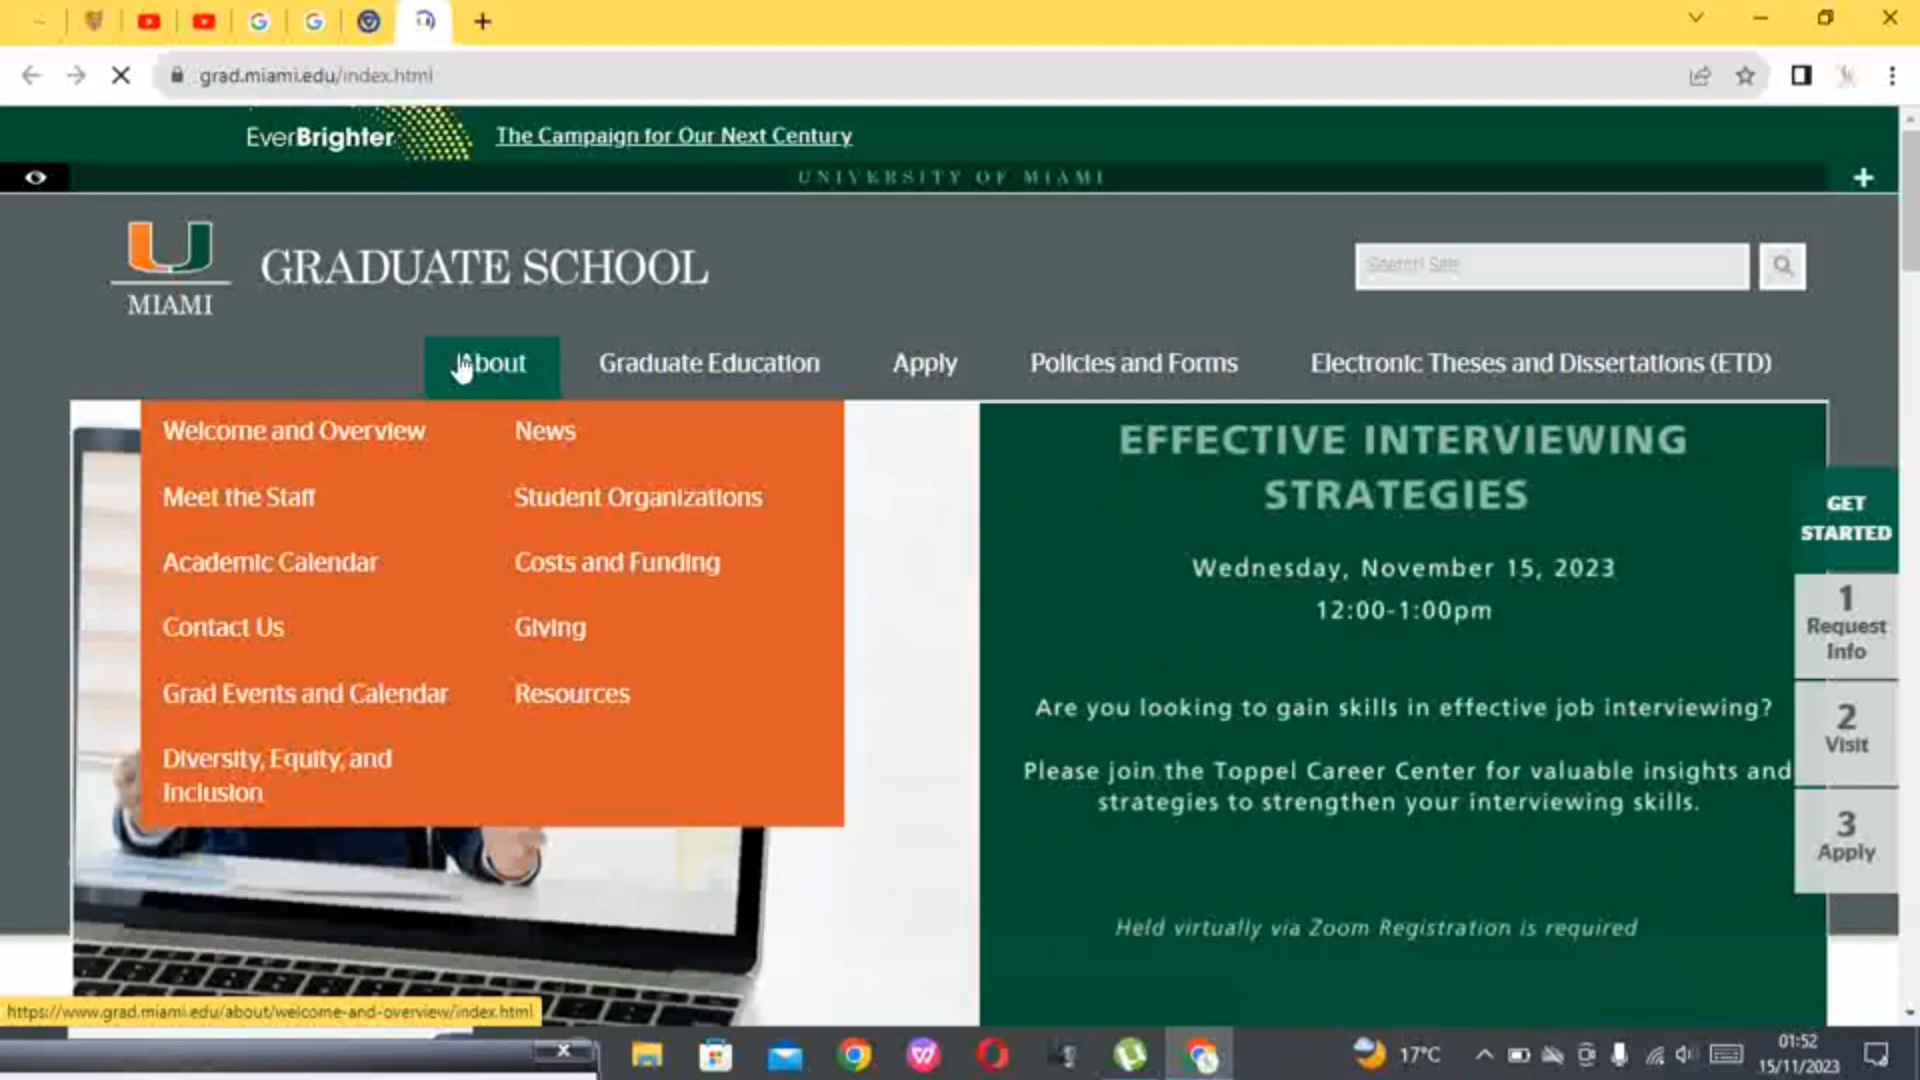 grad.miami.edu/index.html
EverBrighter
The Campaign for Our Next Century
UNIVERSITY OF MIAMI
MIAMI
GRADUATE SCHOOL
Search Site
About
Graduate Education
Apply
Policies and Forms
Electronic Theses and Dissertations (ETD)
Welcome and Overview
News
Meet the Staff
Student Organizations
Academic Calendar
Costs and Funding
Contact Us
Giving
Grad Events and Calendar
Resources
Diversity, Equity, and
Inclusion
EFFECTIVE INTERVIEWING
STRATEGIES
Wednesday, November 15, 2023
12:00-1:00pm
Are you looking to gain skills in effective job interviewing?
Please join the Toppel Career Center for valuable insights and
strategies to strengthen your interviewing skills.
Held virtually via Zoom Registration is required
GET
STARTED
1
Request
Info
2
Visit
3
Apply
https://www.grad.miami.edu/about/welcome-and-overview/index.html
17°C
01:52
15/11/2023